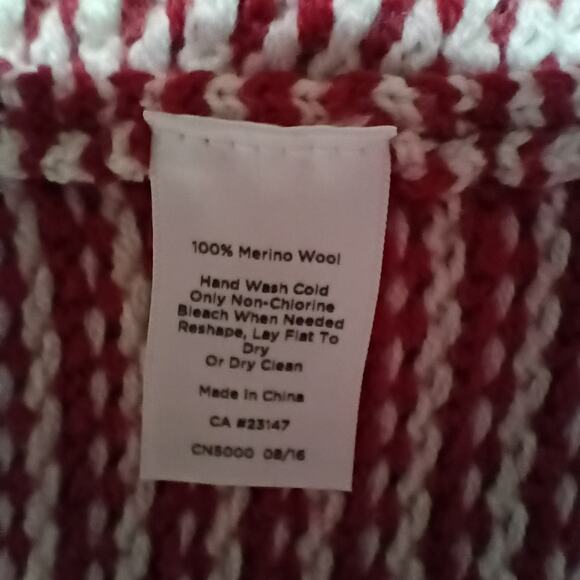 100% Merino Wool
Hand Wash Cold
Only Non-Chlorine
Bleach When Needed
Reshape, Lay Flat To
Dry
Or Dry Clean
Made In China
CA #23147
CN5000 08/16